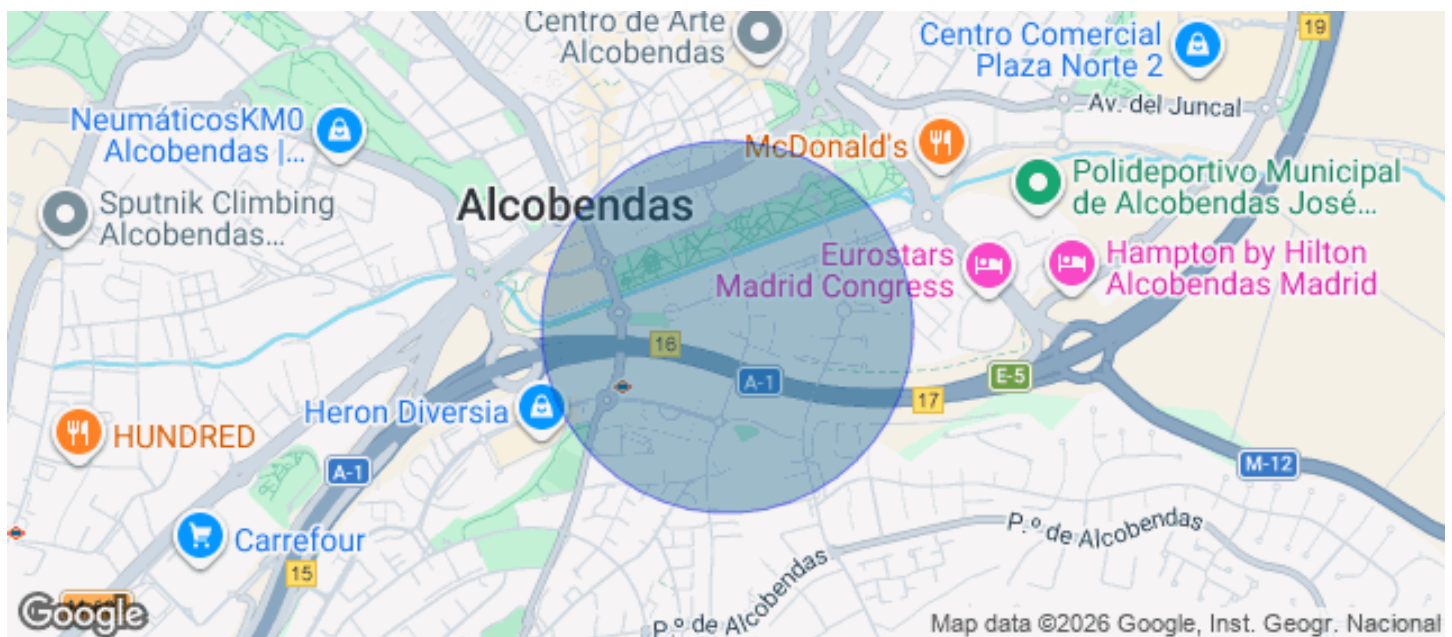 Centro de Arte
Alcobendas
Centro Comercial
Plaza Norte 2
19
Av. del Juncal
NeumáticosKM0
Alcobendas |...
McDonald's
Polideportivo Municipal
de Alcobendas José...
Sputnik Climbing
Alcobendas...
Alcobendas
Eurostars
Madrid Congress
Hampton by Hilton
Alcobendas Madrid
16
A-1
E-5
17
Heron Diversia
HUNDRED
A-1
M-12
P.º de Alcobendas
Carrefour
15
P.º de Alcobendas
Google
Map data ©2026 Google, Inst. Geogr. Nacional